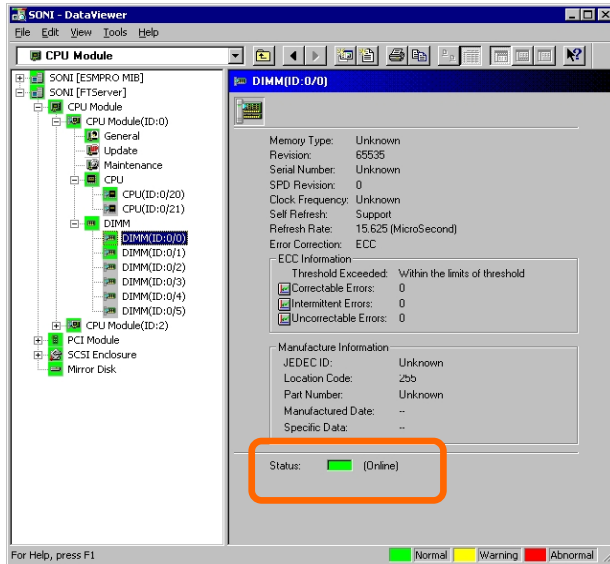 SONI - DataViewer
File Edit View Tools Help
CPU Module
SONI [ESMPRO MIB]
SONI [FTServer]
CPU Module
CPU Module(ID:0)
General
Update
Maintenance
CPU
CPU(ID:0/20)
CPU(ID:0/21)
DIMM
DIMM(ID:0/0)
DIMM(ID:0/1)
DIMM(ID:0/2)
DIMM(ID:0/3)
DIMM(ID:0/4)
DIMM(ID:0/5)
CPU Module(ID:2)
PCI Module
SCSI Enclosure
Mirror Disk
DIMM(ID:0/0)
Memory Type: Unknown
Revision: 65535
Serial Number: Unknown
SPD Revision: 0
Clock Frequency: Unknown
Self Refresh: Support
Refresh Rate: 15.625 (MicroSecond)
Error Correction: ECC
ECC Information
Threshold Exceeded: Within the limits of threshold
Correctable Errors: 0
Intermittent Errors: 0
Uncorrectable Errors: 0
Manufacture Information
JEDEC ID: Unknown
Location Code: 255
Part Number: Unknown
Manufactured Date: --
Specific Data: --
Status: (Online)
For Help, press F1
Normal Warning Abnormal